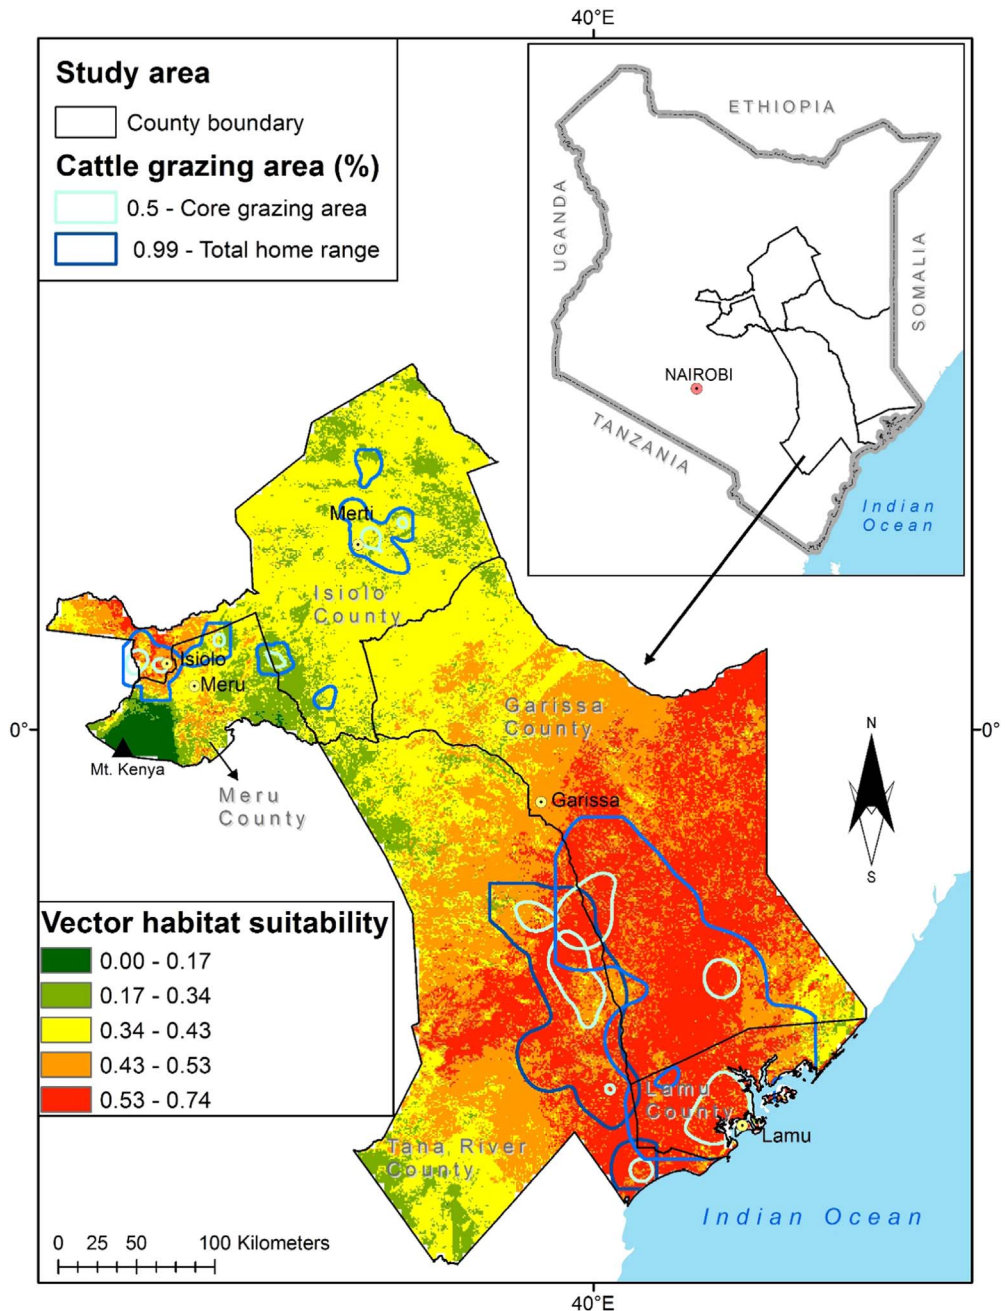 40°E
Study area
County boundary
Cattle grazing area (%)
0.5 - Core grazing area
0.99 - Total home range
ETHIOPIA
UGANDA
SOMALIA
NAIROBI
TANZANIA
Indian
Ocean
Merti
Isiolo
County
Isiolo
Meru
Garissa
County
0°
0°
N
S
Mt. Kenya
Meru
County
Garissa
Vector habitat suitability
0.00 - 0.17
0.17 - 0.34
0.34 - 0.43
0.43 - 0.53
0.53 - 0.74
Lamu
County
Lamu
Tana River
County
Indian Ocean
0 25 50 100 Kilometers
40°E